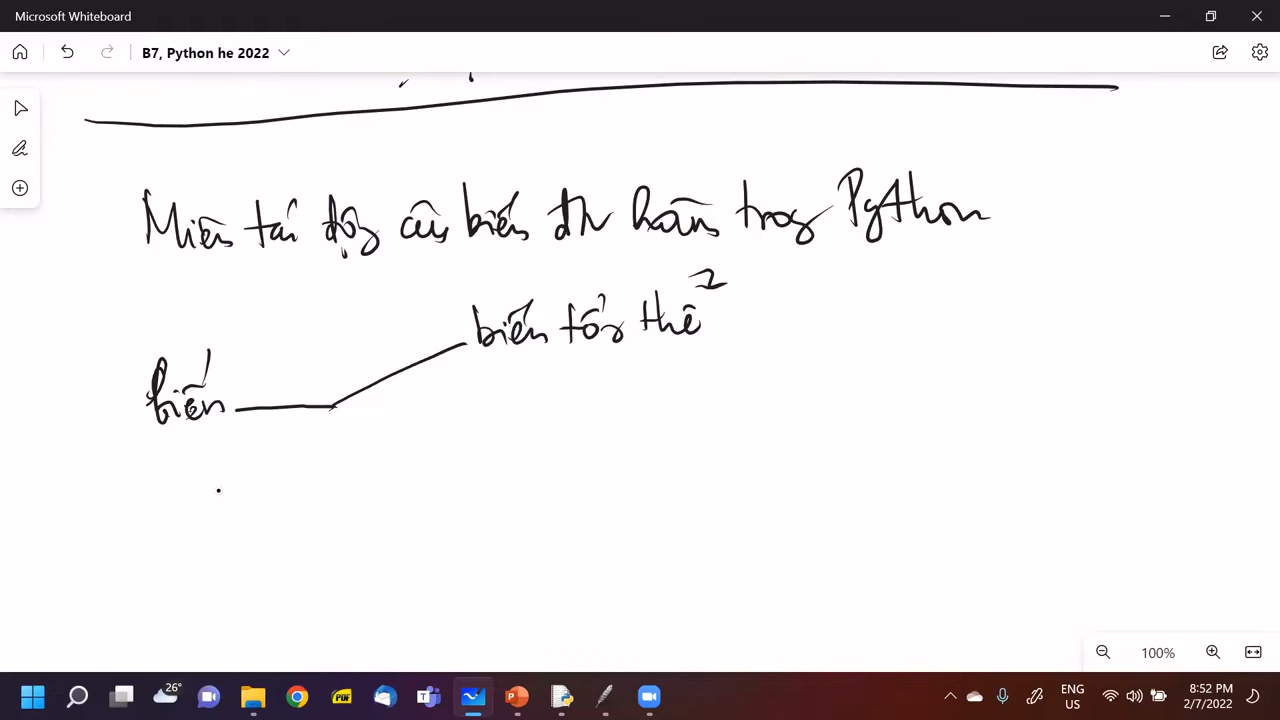 Microsoft Whiteboard
B7, Python he 2022
Miền tác động của biến hàm trong Python
biến tổng thể
biến
100%
26°
PDF
ENG
US
8:52 PM
2/7/2022